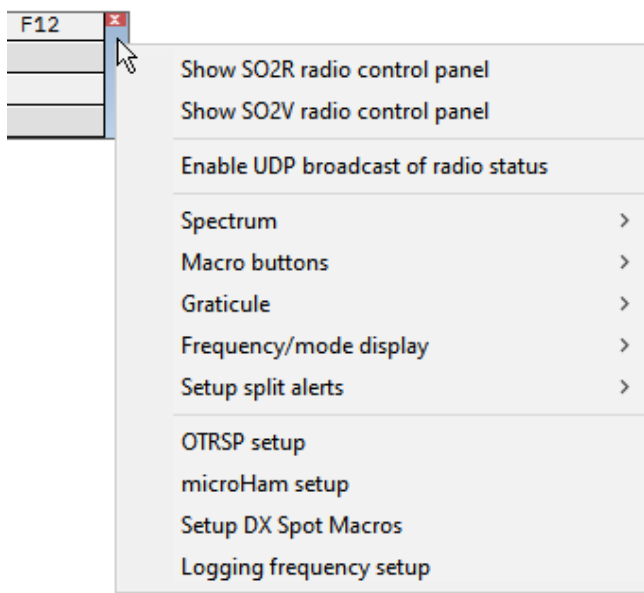 F12
x
Show SO2R radio control panel
Show SO2V radio control panel
Enable UDP broadcast of radio status
Spectrum
Macro buttons
Graticule
Frequency/mode display
Setup split alerts
OTRSP setup
microHam setup
Setup DX Spot Macros
Logging frequency setup